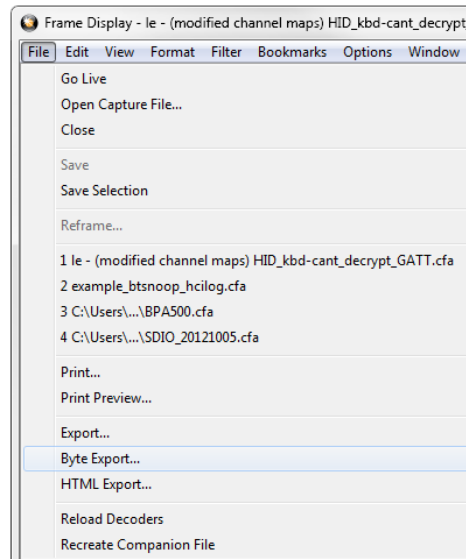 Frame Display - le - (modified channel maps) HID_kbd-cant_decrypt
File Edit View Format Filter Bookmarks Options Window
Go Live
Open Capture File...
Close
Save
Save Selection
Reframe...
1 le - (modified channel maps) HID_kbd-cant_decrypt_GATT.cfa
2 example_btsnoop_hcilog.cfa
3 C:\Users\...\BPA500.cfa
4 C:\Users\...\SDIO_20121005.cfa
Print...
Print Preview...
Export...
Byte Export...
HTML Export...
Reload Decoders
Recreate Companion File